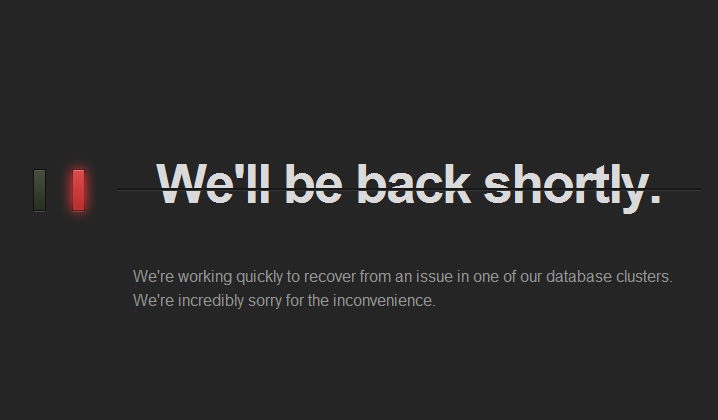 We'll be back shortly.
We're working quickly to recover from an issue in one of our database clusters.
We're incredibly sorry for the inconvenience.